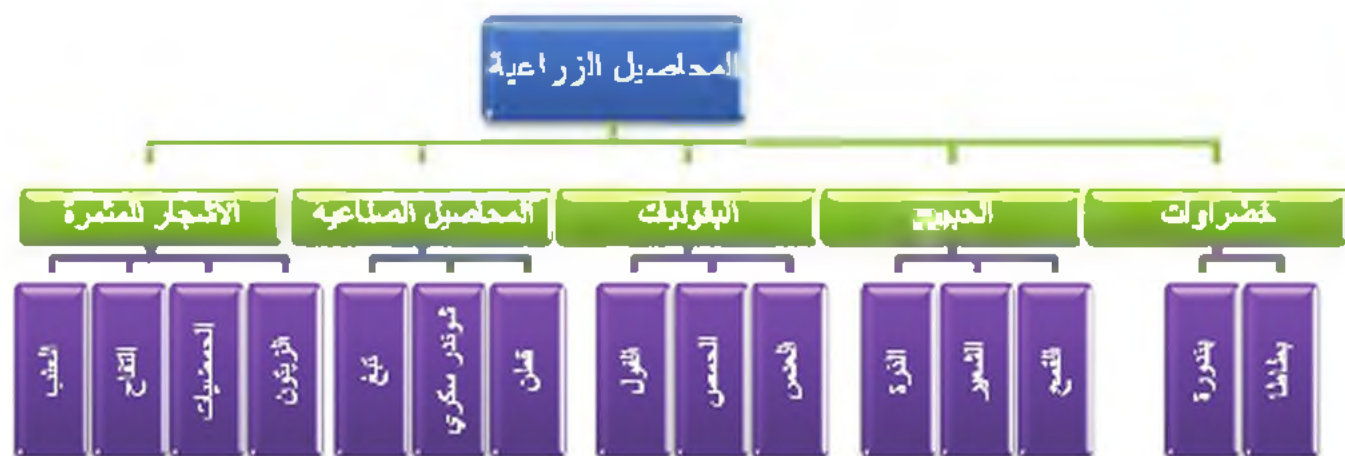 المحاصيل الزراعية
خضراوات
الحبوب
البقوليات
المحاصيل الصناعية
الاشجار المثمرة
بطاطا
بندورة
القمح
الشعير
الذرة
العدس
الحمص
الفول
قطن
شوندر سكري
تبغ
الزيتون
الحمضيات
التفاح
العنب